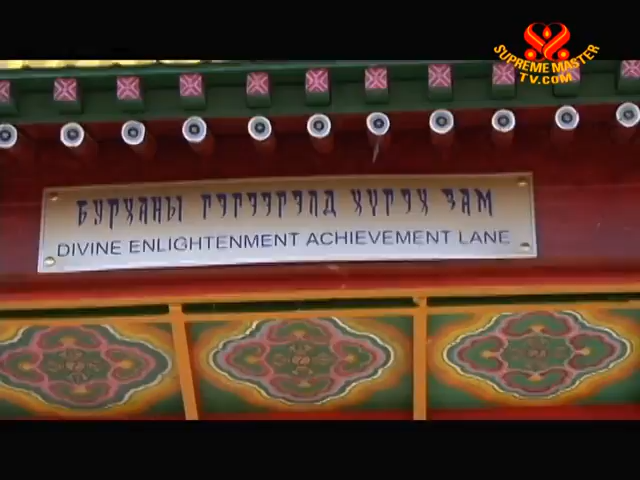 SUPREME MASTER
TV.COM
БУРХАНЫ ГЭГЭЭРЭЛД ХҮРЭХ ЗАМ
DIVINE ENLIGHTENMENT ACHIEVEMENT LANE